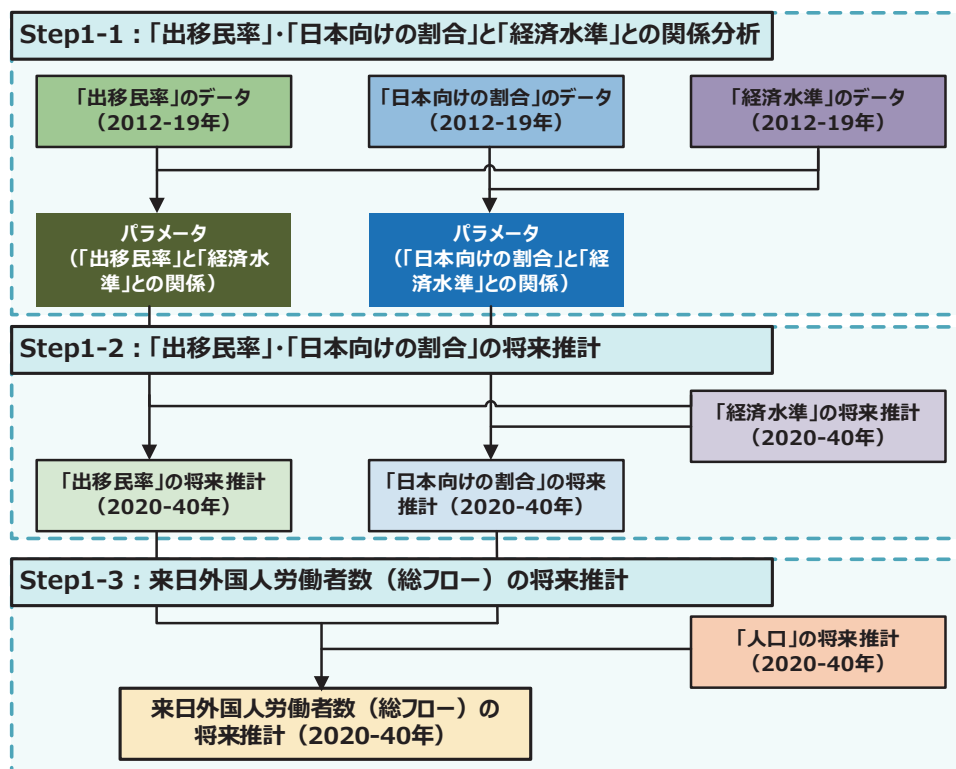 Step1-1：「出移民率」・「日本向けの割合」と「経済水準」との関係分析
「出移民率」のデータ
（2012-19年）
「日本向けの割合」のデータ
（2012-19年）
「経済水準」のデータ
（2012-19年）
パラメータ
（「出移民率」と「経済水
準」との関係）
パラメータ
（「日本向けの割合」と「経
済水準」との関係）
Step1-2：「出移民率」・「日本向けの割合」の将来推計
「経済水準」の将来推計
（2020-40年）
「出移民率」の将来推計
（2020-40年）
「日本向けの割合」の将来
推計（2020-40年）
Step1-3：来日外国人労働者数（総フロー）の将来推計
「人口」の将来推計
（2020-40年）
来日外国人労働者数（総フロー）の
将来推計（2020-40年）